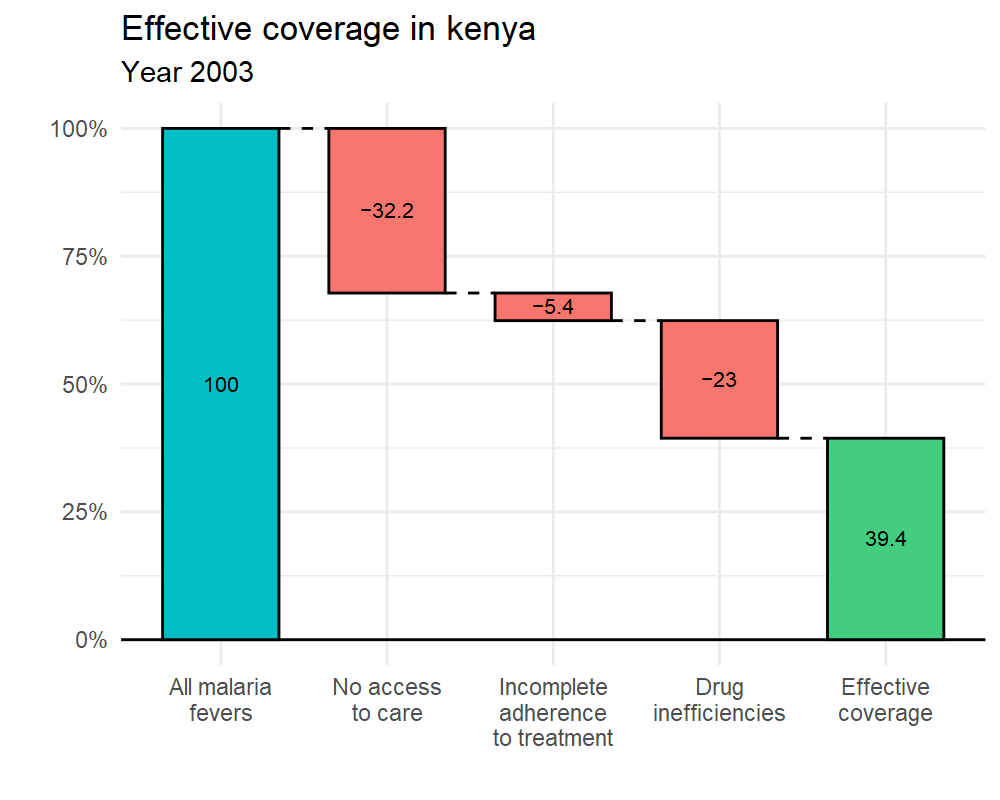 Effective coverage in kenya
Year 2003
100%
75%
50%
25%
0%
100
−32.2
−5.4
−23
39.4
All malaria
fevers
No access
to care
Incomplete
adherence
to treatment
Drug
inefficiencies
Effective
coverage